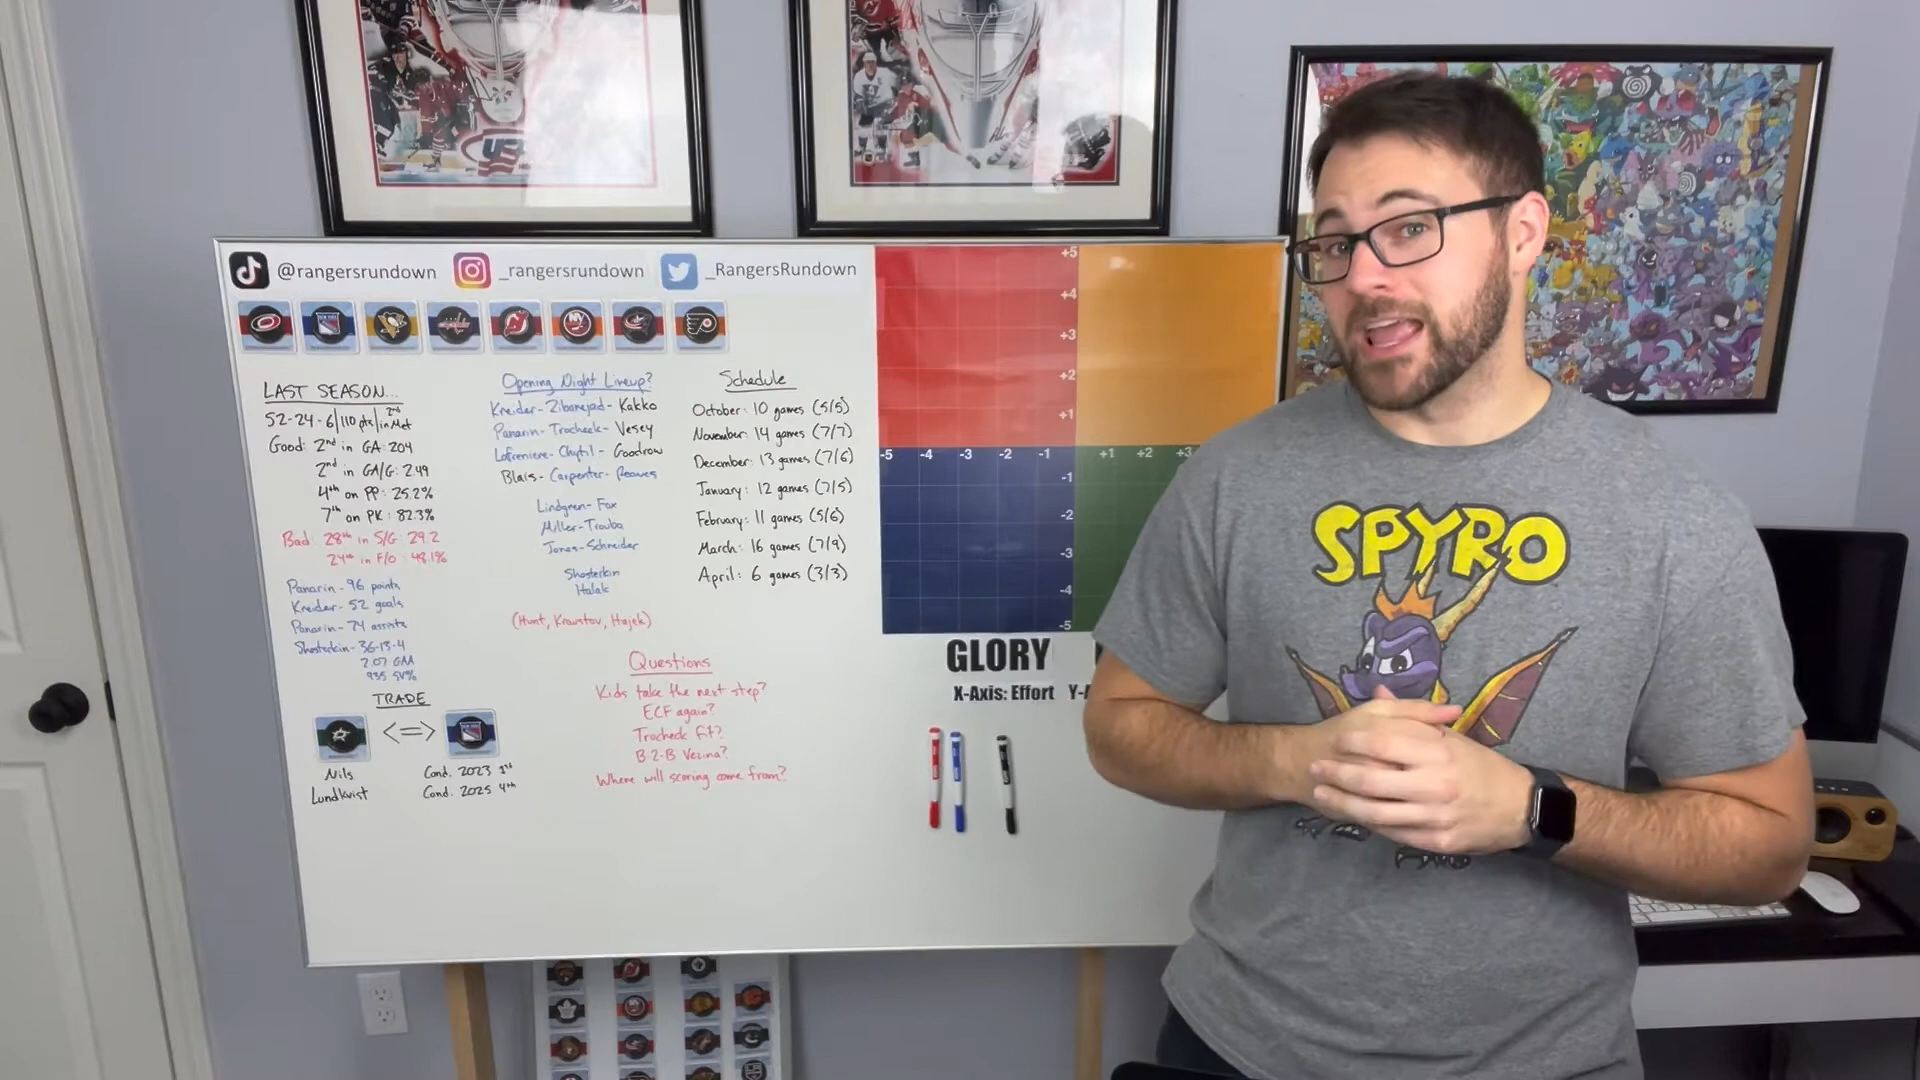 @rangersrundown _rangersrundown _RangersRundown
LAST SEASON...
52-24-6/110 pts/2nd in Met
Good: 2nd in GA: 204
2nd in GA/G: 2.49
4th on PP: 25.2%
7th on PK: 82.3%
Bad: 28th in S/G: 29.2
24th in F/O: 48.1%
Panarin - 96 points
Kreider - 52 goals
Panarin - 74 assists
Shesterkin - 36-13-4
2.07 GAA
.935 SV%
TRADE
<=>
Nils
Lundkvist
Cond. 2023 1st
Cond. 2025 4th
Opening Night Lineup?
Kreider - Zibanejad - Kakko
Panarin - Trocheck - Vesey
Lafreniere - Chytil - Goodrow
Blais - Carpenter - Reaves
Lindgren - Fox
Miller - Trouba
Jones - Schneider
Shesterkin
Halak
(Hunt, Kravstov, Hajek)
Questions
Kids take the next step?
ECF again?
Trocheck fit?
B-2-B Vezina?
Where will scoring come from?
Schedule
October: 10 games (5/5)
November: 14 games (7/7)
December: 13 games (7/6)
January: 12 games (7/5)
February: 11 games (5/6)
March: 16 games (7/9)
April: 6 games (3/3)
+5
+4
+3
+2
+1
-5 -4 -3 -2 -1 +1 +2 +3
-1
-2
-3
-4
-5
GLORY
X-Axis: Effort
SPYRO